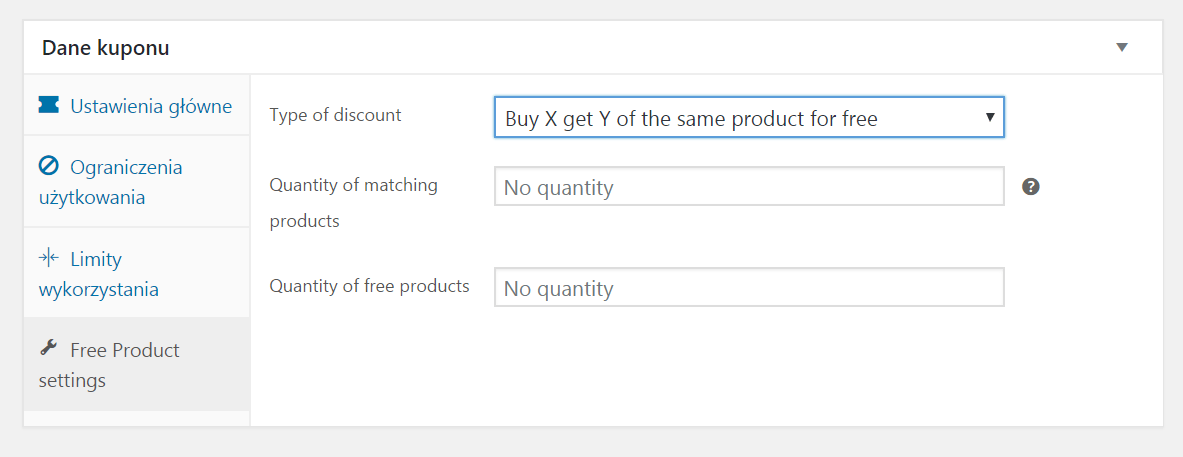 Dane kuponu
Ustawienia główne
Ograniczenia
użytkowania
Limity
wykorzystania
Free Product
settings
Type of discount
Buy X get Y of the same product for free
Quantity of matching
products
No quantity
Quantity of free products
No quantity